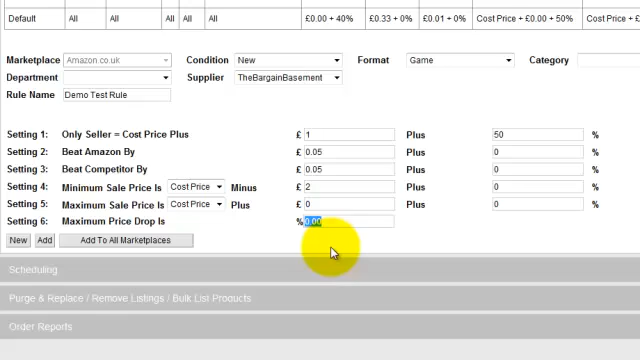 Default All All All All £0.00 + 40% £0.33 + 0% £0.01 + 0% Cost Price + £0.00 + 50% Cost Price + £
Marketplace Amazon.co.uk Condition New Format Game Category
Department Supplier TheBargainBasement
Rule Name Demo Test Rule
Setting 1: Only Seller = Cost Price Plus £ 1 Plus 50 %
Setting 2: Beat Amazon By £ 0.05 Plus 0 %
Setting 3: Beat Competitor By £ 0.05 Plus 0 %
Setting 4: Minimum Sale Price Is Cost Price Minus £ 2 Plus 0 %
Setting 5: Maximum Sale Price Is Cost Price Plus £ 0 Plus 0 %
Setting 6: Maximum Price Drop Is % 0.00
New Add Add To All Marketplaces
Scheduling
Purge & Replace / Remove Listings / Bulk List Products
Order Reports